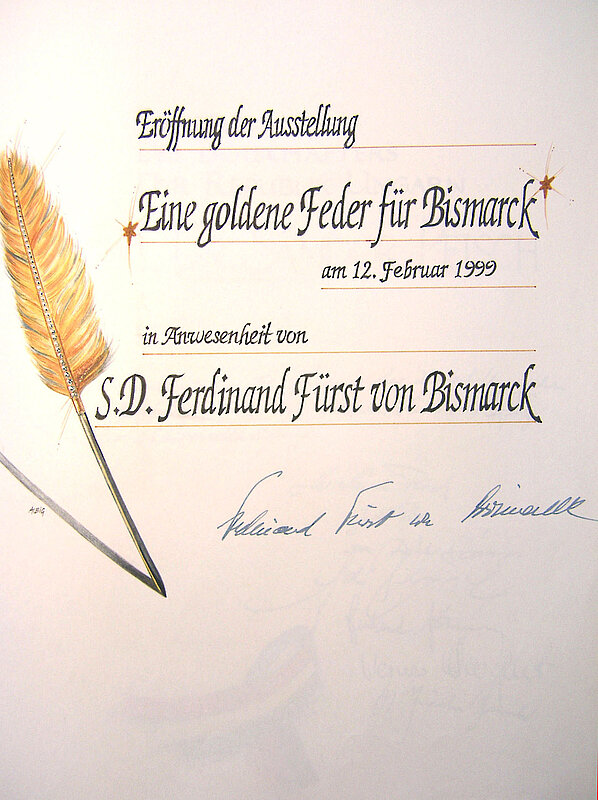 Eröffnung der Ausstellung
Eine goldene Feder für Bismarck
am 12. Februar 1999
in Anwesenheit von
S.D. Ferdinand Fürst von Bismarck
Ferdinand Fürst von Bismarck